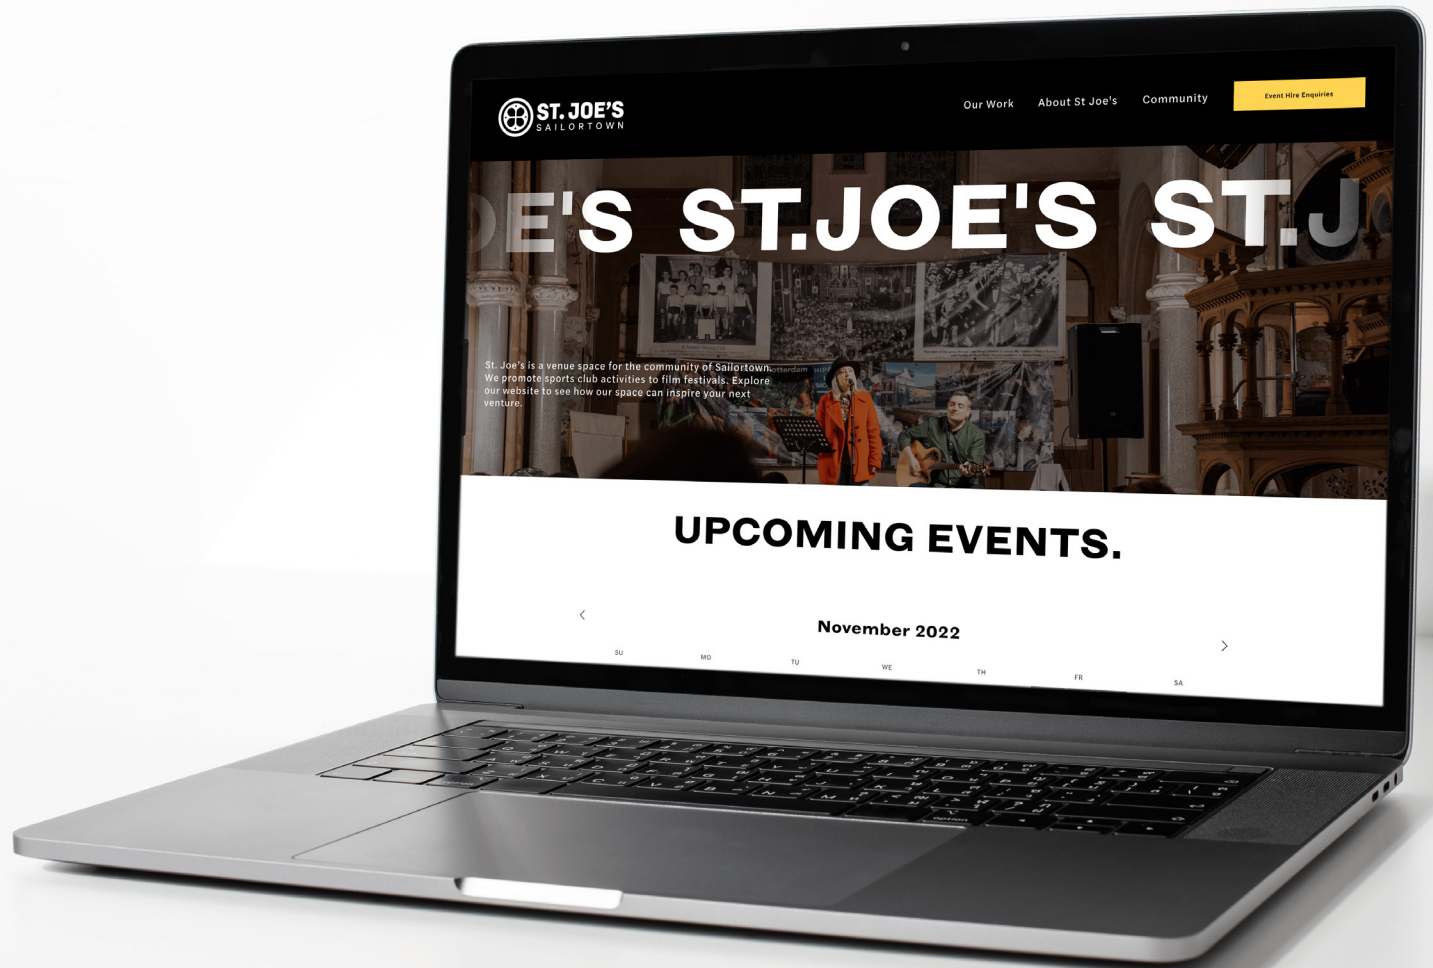 ST. JOE'S
SAILORTOWN
Our Work
About St Joe's
Community
Event Hire Enquiries
OE'S ST.JOE'S ST.J
St. Joe's is a venue space for the community of Sailortown.
We promote sports club activities to film festivals. Explore
our website to see how our space can inspire your next
venture.
UPCOMING EVENTS.
November 2022
SU MO TU WE TH FR SA
option